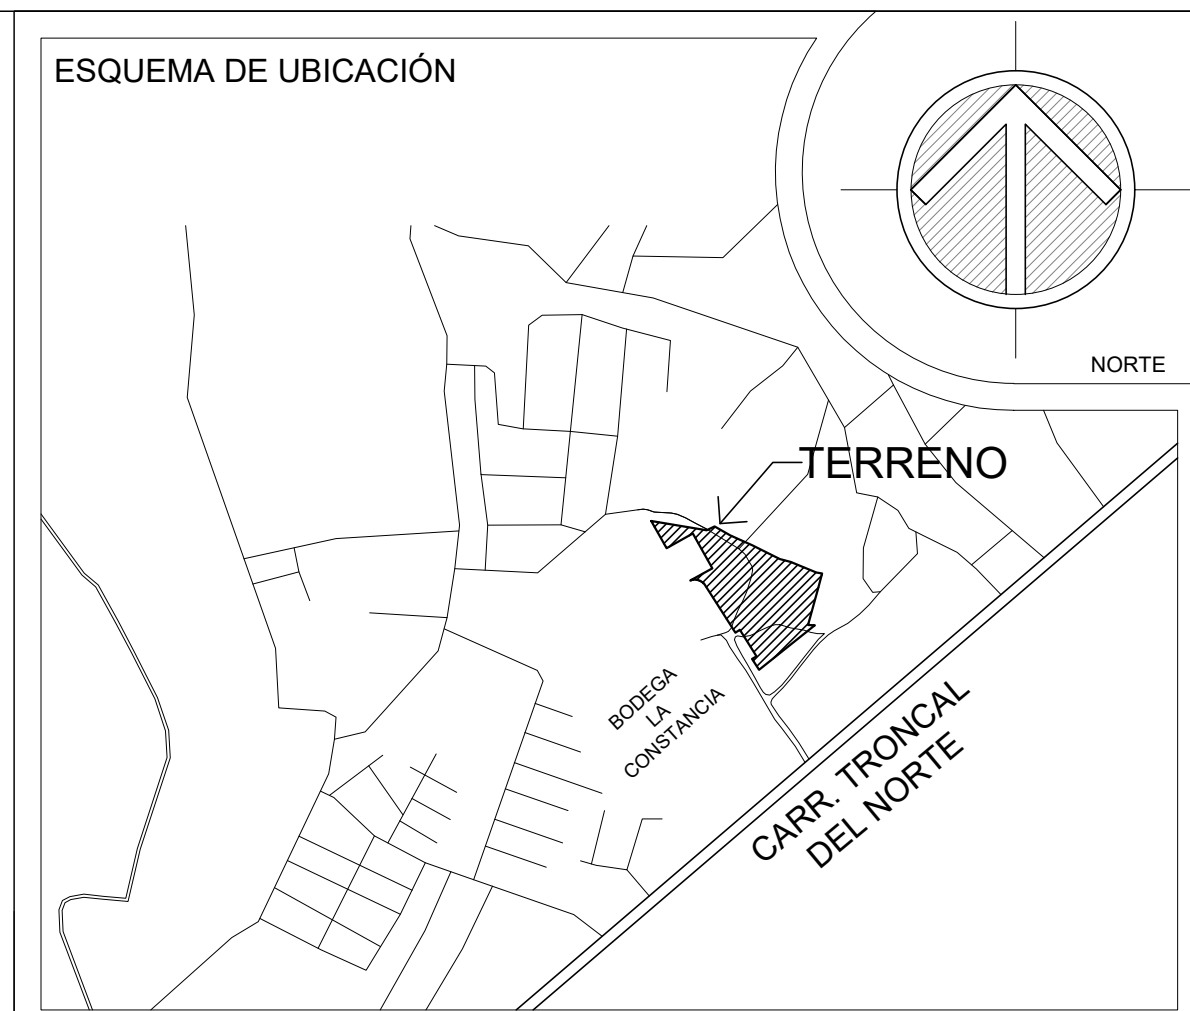 ESQUEMA DE UBICACIÓN
NORTE
TERRENO
BODEGA
LA
CONSTANCIA
CARR. TRONCAL
DEL NORTE